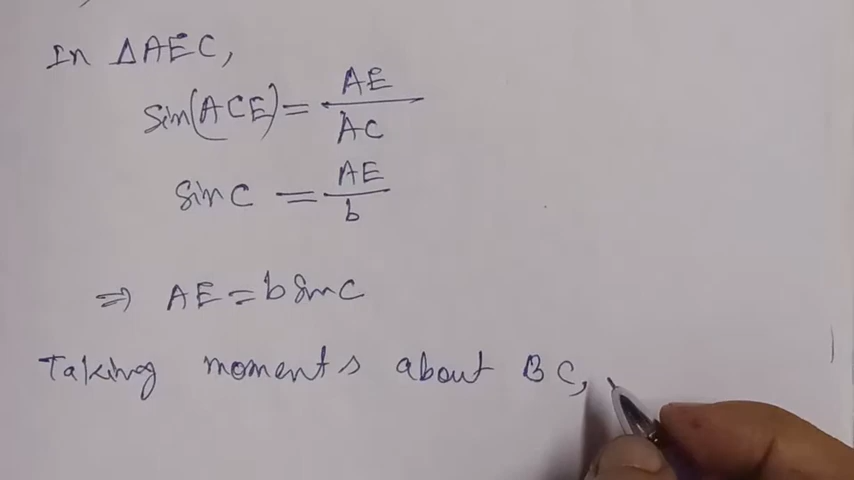 In ΔAEC,
Sin(ACE) = AE/AC
Sin C = AE/b
⇒ AE = b Sin C
Taking moments about BC,